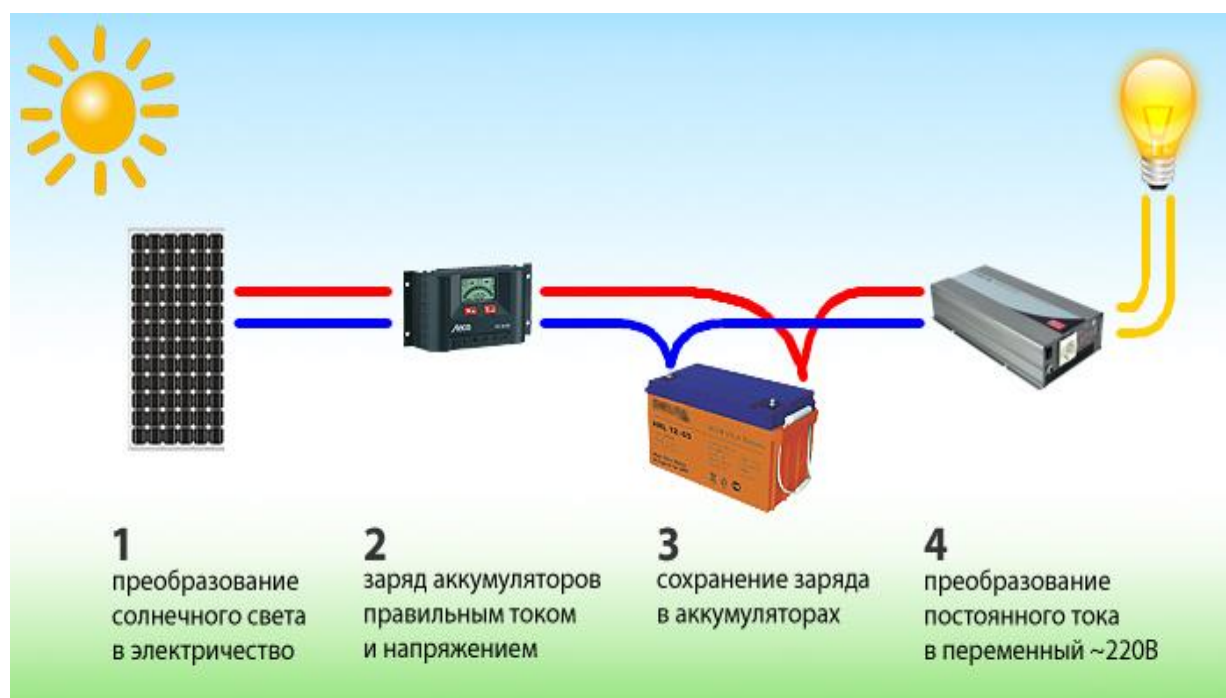 1
преобразование
солнечного света
в электричество
2
заряд аккумуляторов
правильным током
и напряжением
3
сохранение заряда
в аккумуляторах
4
преобразование
постоянного тока
в переменный ~220В